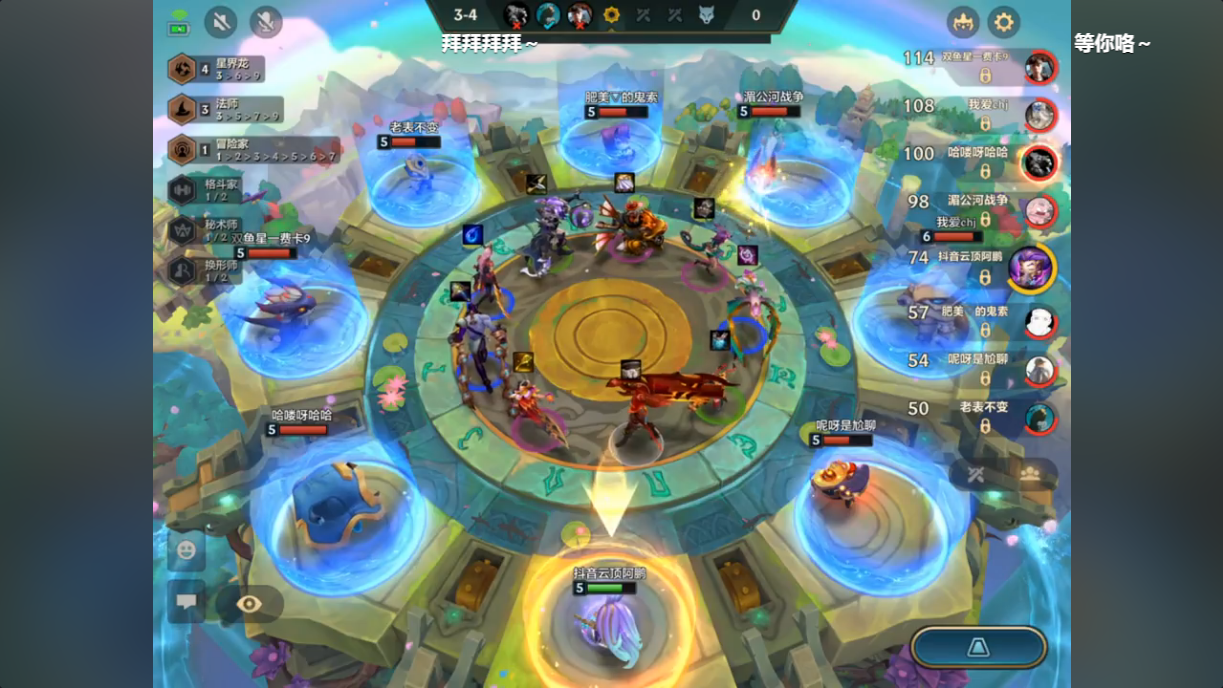 3-4
0
拜拜拜拜~
等你咯~
4 星界龙
3 > 6 > 9
3 法师
3 > 5 > 7 > 9
1 冒险家
1 > 2 > 3 > 4 > 5 > 6 > 7
格斗家
1 / 2
秘术师
1 / 2
换形师
1 / 2
双鱼星一费卡9
5
老表不变
5
肥美 的鬼索
5
湄公河战争
5
我爱chj
6
哈喽呀哈哈
5
呢呀是尬聊
5
抖音云顶阿鹏
5
114 双鱼星一费卡9
108 我爱chj
100 哈喽呀哈哈
98 湄公河战争
74 抖音云顶阿鹏
57 肥美 的鬼索
54 呢呀是尬聊
50 老表不变